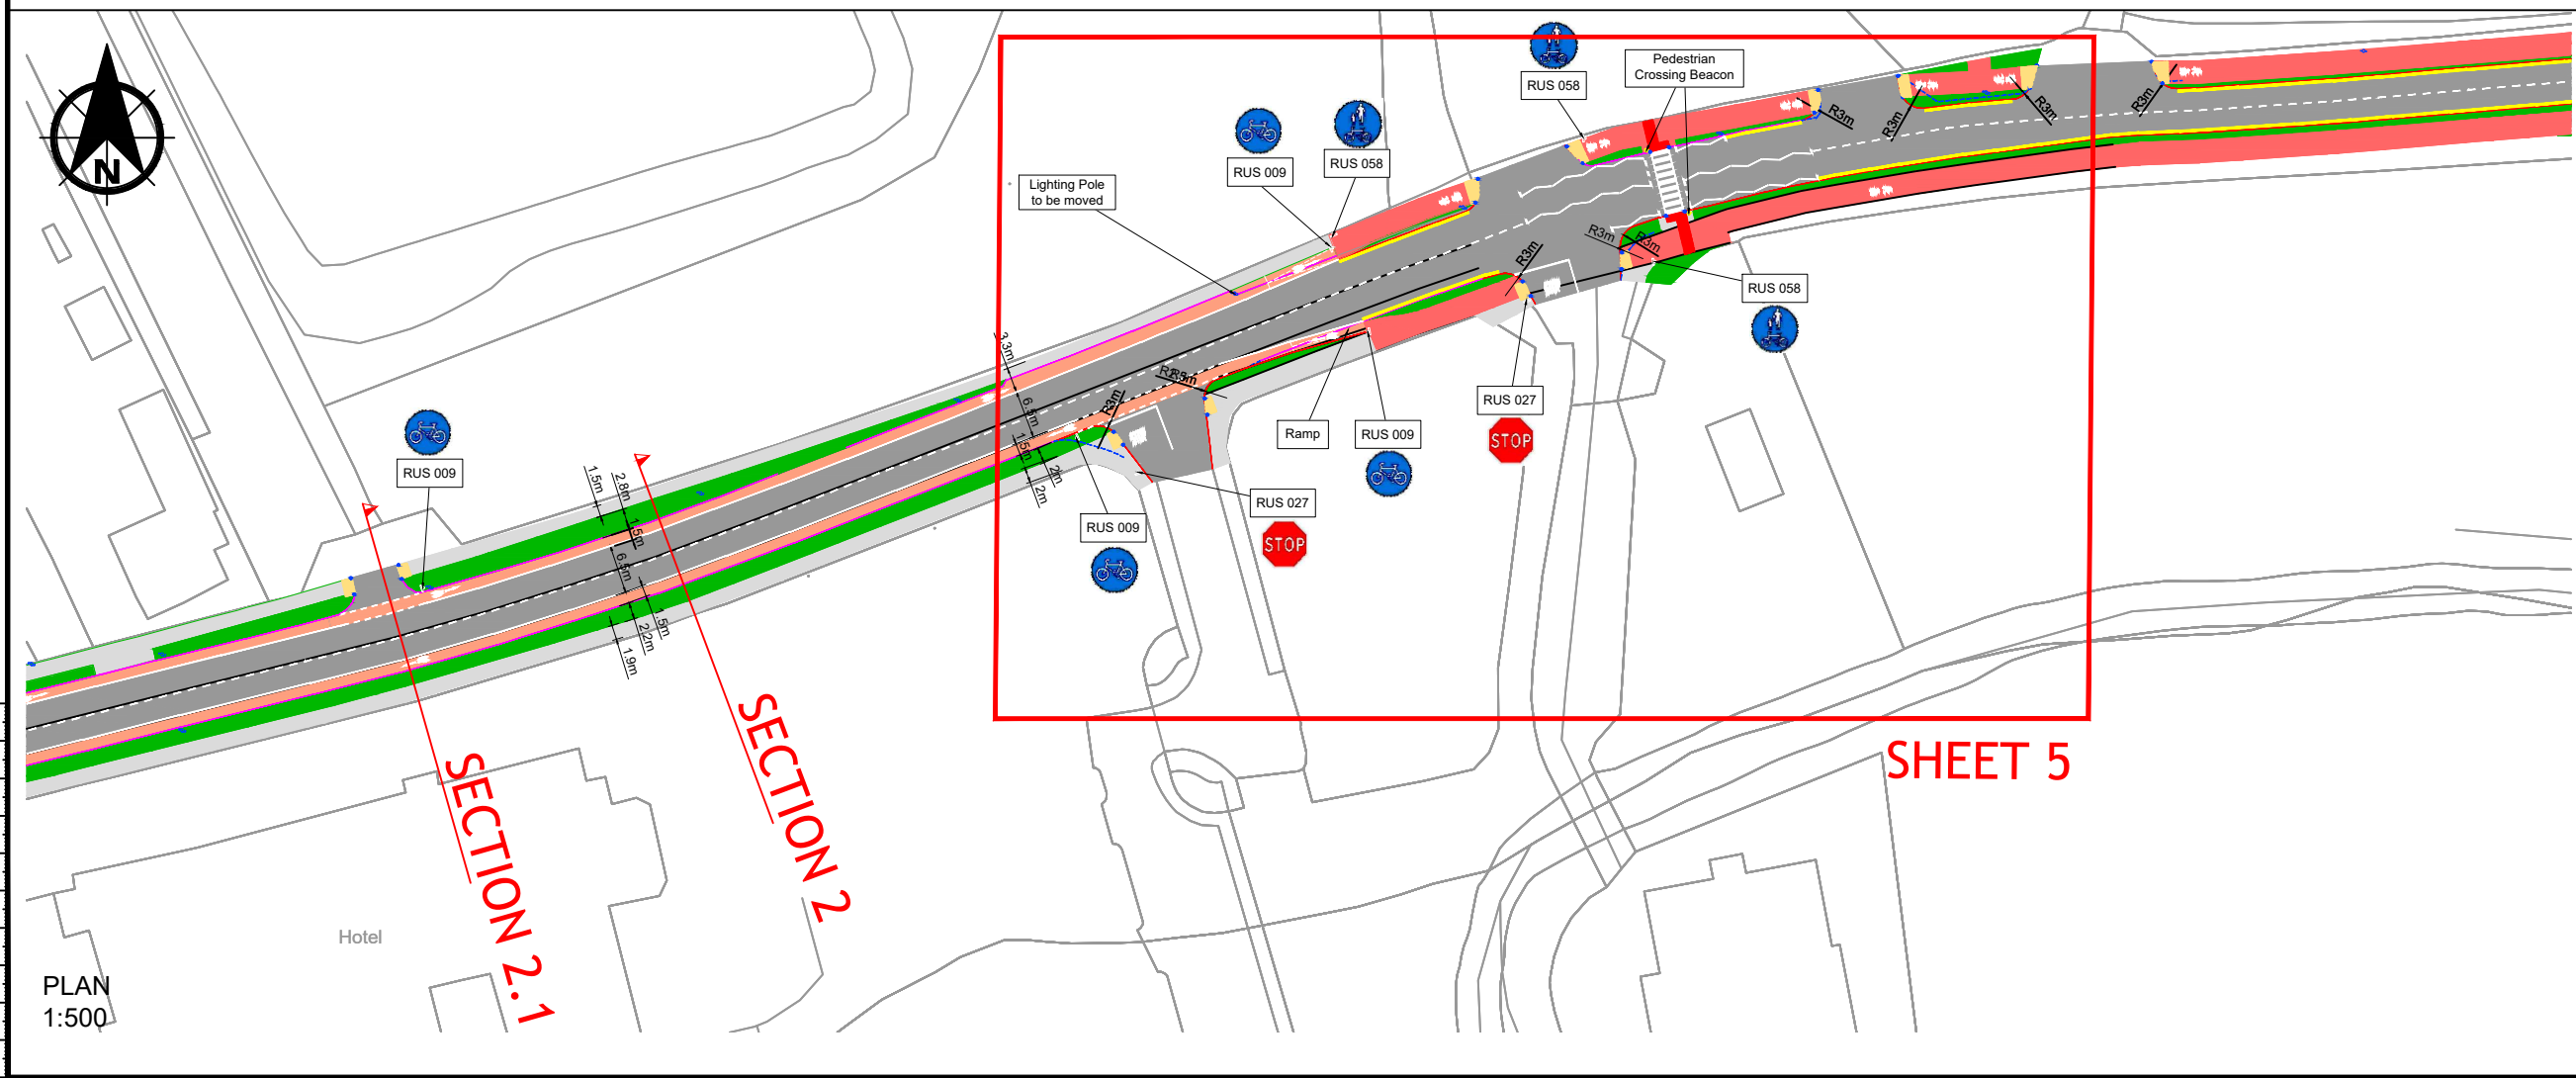 Pedestrian
Crossing Beacon
RUS 058
RUS 009
RUS 058
Lighting Pole
to be moved
N
R3m
R3m
R3m
R3m
R3m
R3m
R3m
RUS 058
3.3m
6.5m
1.5m
2m
2m
R3m
RUS 027
STOP
Ramp
RUS 009
RUS 009
RUS 027
STOP
RUS 009
1.5m
2.8m
1.5m
6.5m
1.5m
2.2m
1.9m
SECTION 2
SECTION 2.1
SHEET 5
Hotel
PLAN
1:500